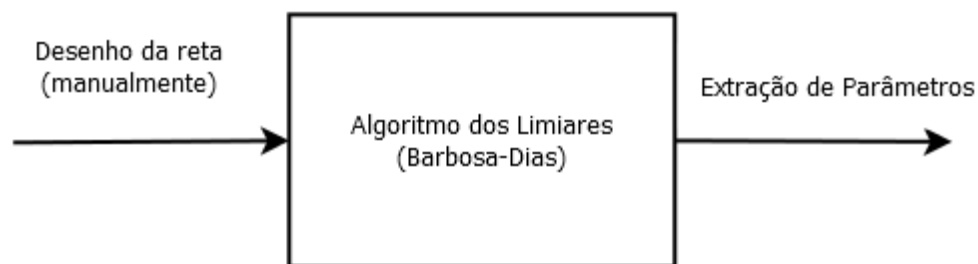 Desenho da reta
(manualmente)
Algoritmo dos Limiares
(Barbosa-Dias)
Extração de Parâmetros